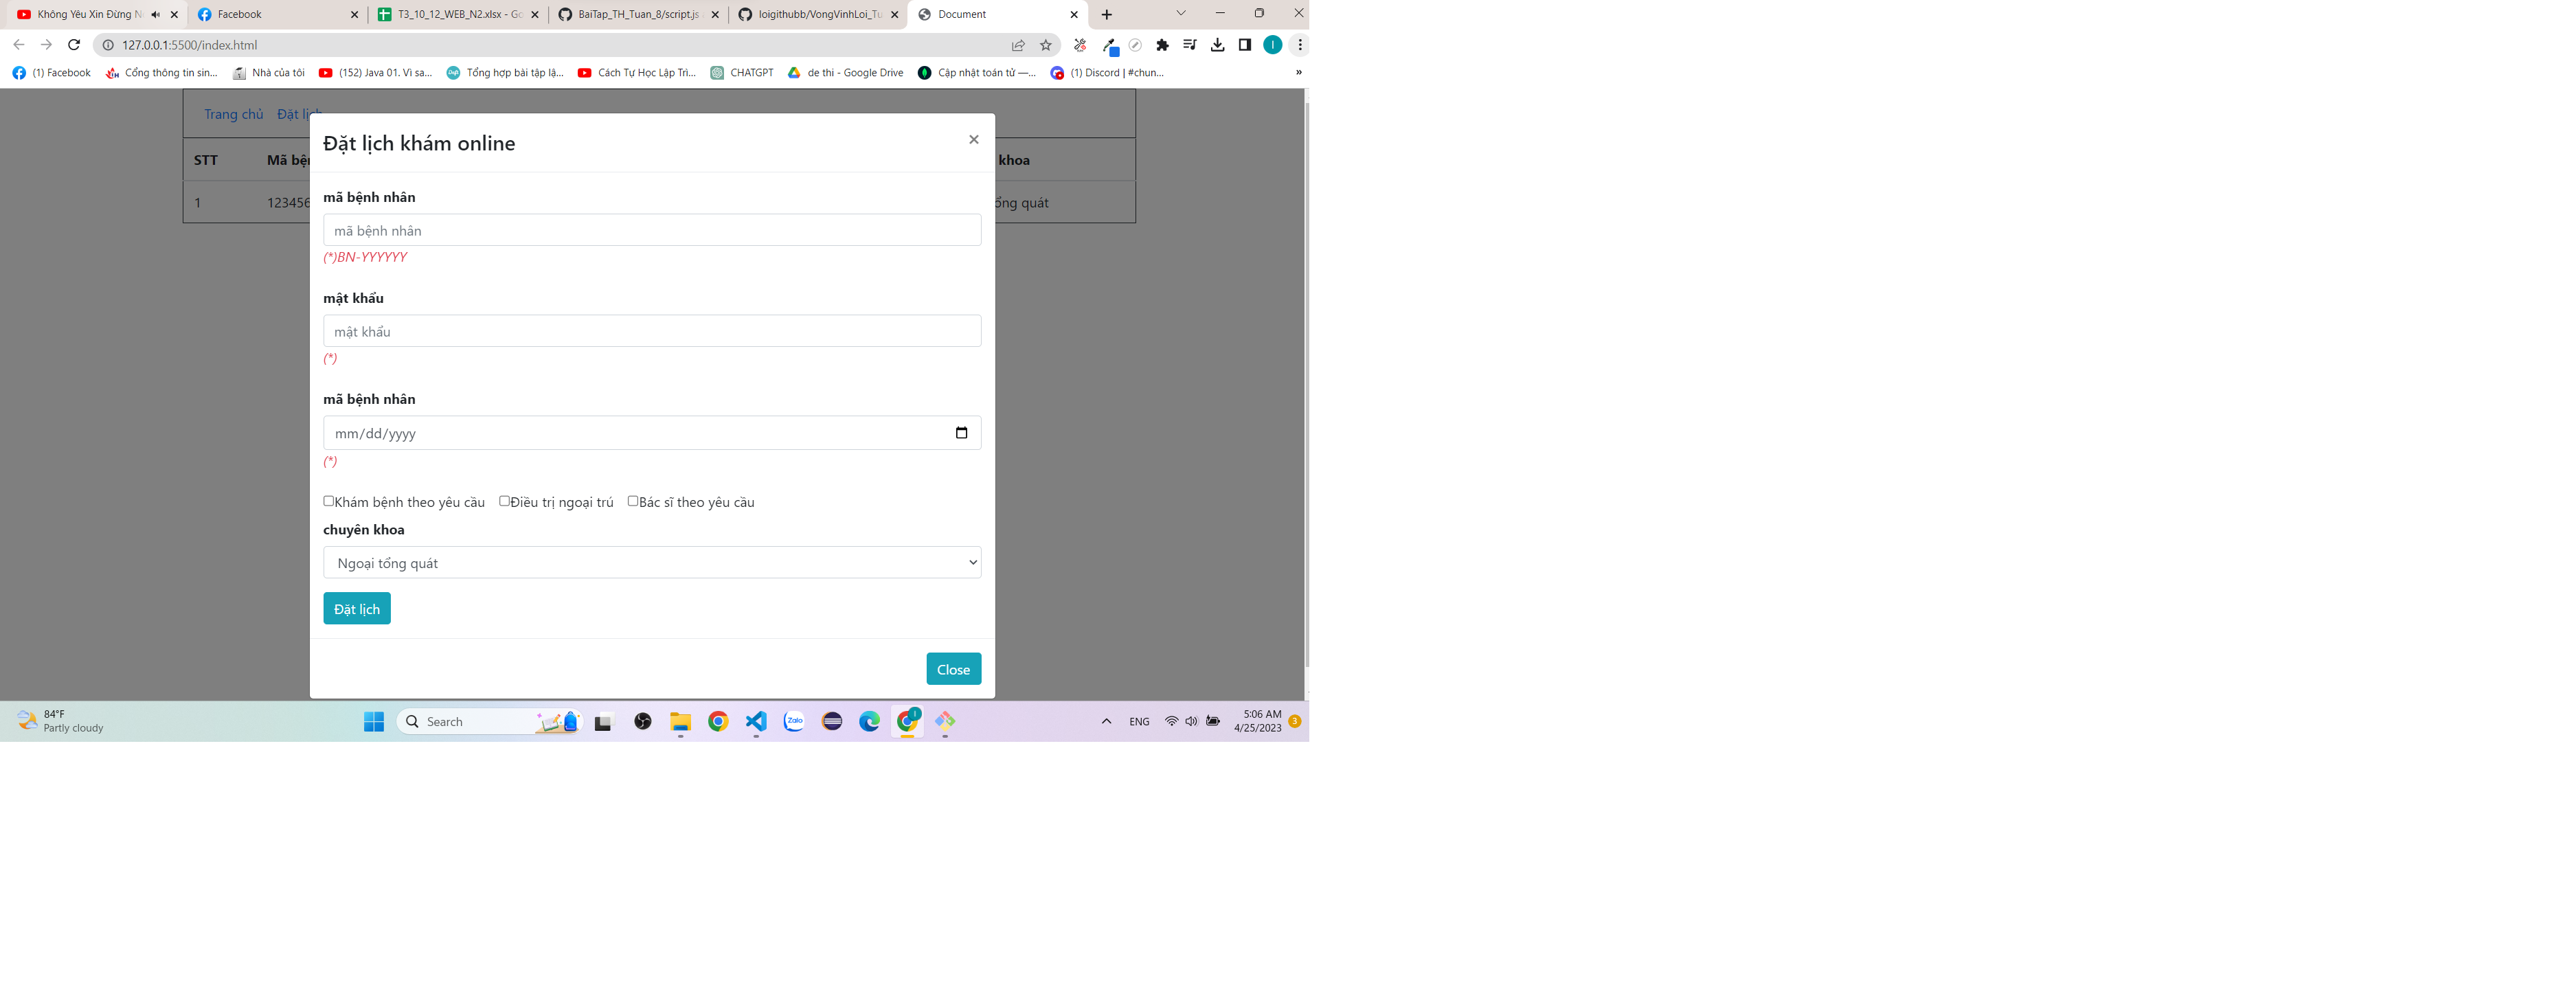 Không Yêu Xin Đừng N
Facebook
T3_10_12_WEB_N2.xlsx - Go
BaiTap_TH_Tuan_8/script.js
loigithubb/VongVinhLoi_Tu
Document
127.0.0.1:5500/index.html
(1) Facebook
Cổng thông tin sin...
Nhà của tôi
(152) Java 01. Vì sa...
Tổng hợp bài tập lậ...
Cách Tự Học Lập Trì...
CHATGPT
de thi - Google Drive
Cập nhật toán tử —...
(1) Discord | #chun...
»
Trang chủ Đặt lịch
Đặt lịch khám online ×
STT Mã bệ khoa
1 123456 ổng quát
mã bệnh nhân
mã bệnh nhân
(*)BN-YYYYYY
mật khẩu
mật khẩu
(*)
mã bệnh nhân
mm/dd/yyyy
(*)
Khám bệnh theo yêu cầu Điều trị ngoại trú Bác sĩ theo yêu cầu
chuyên khoa
Ngoại tổng quát
Đặt lịch
Close
84°F
Partly cloudy
Search
Zalo
ENG
5:06 AM
4/25/2023
3